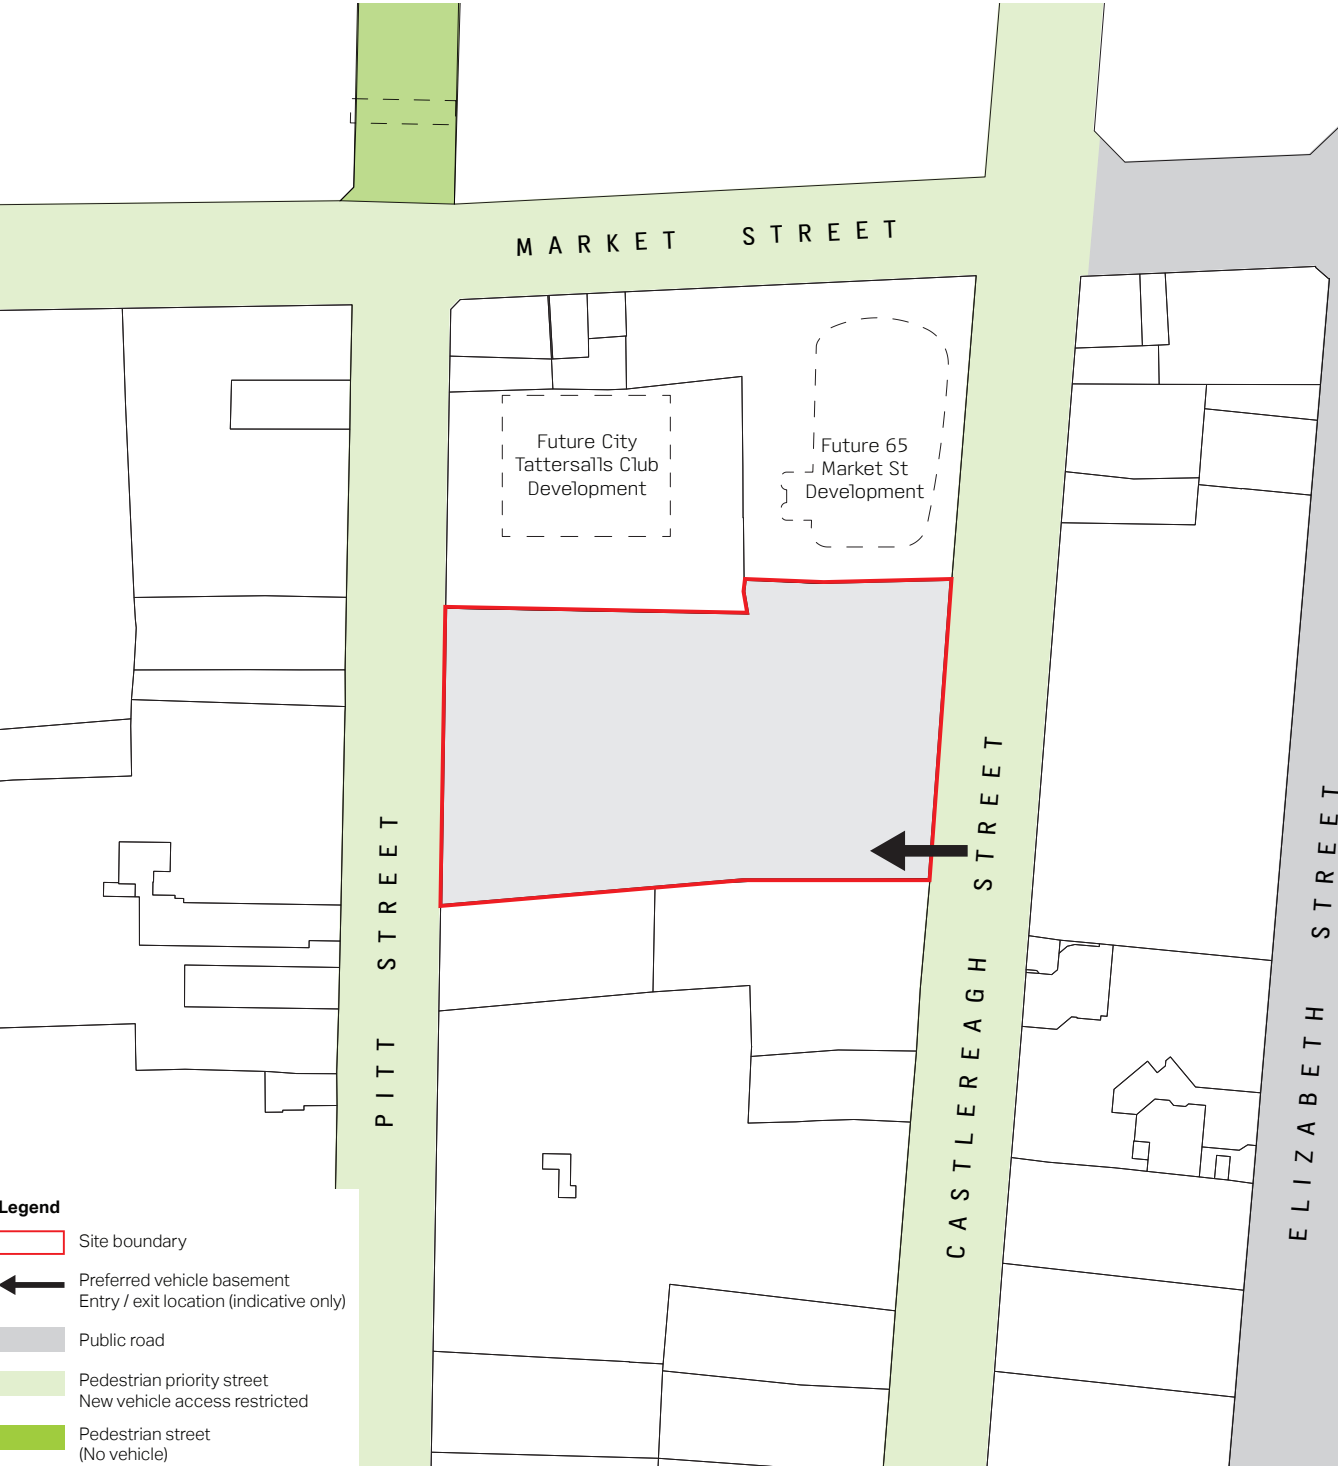 MARKET STREET
Future City
Tattersalls Club
Development
Future 65
Market St
Development
PITT STREET
CASTLEREAGH STREET
ELIZABETH STREET
Legend
Site boundary
Preferred vehicle basement
Entry / exit location (indicative only)
Public road
Pedestrian priority street
New vehicle access restricted
Pedestrian street
(No vehicle)